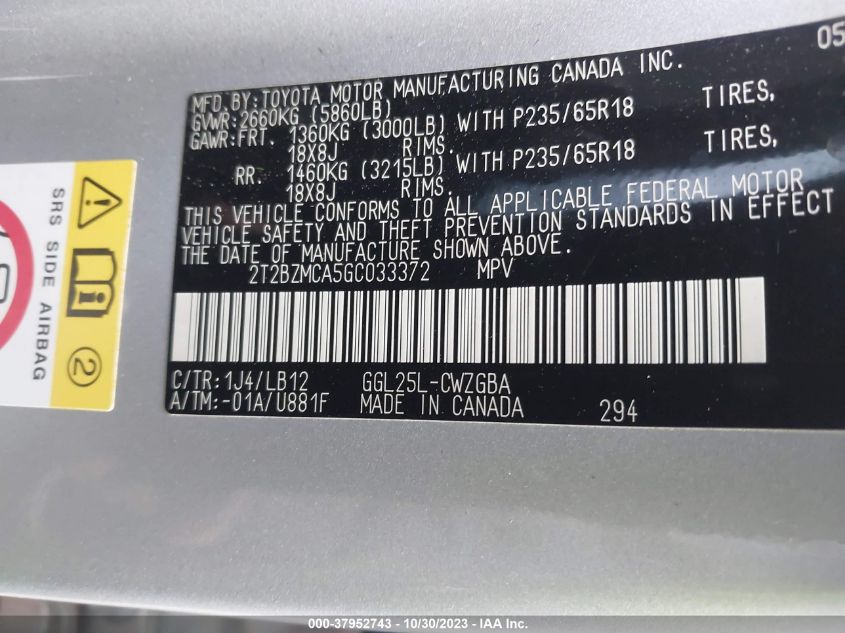 05
MFD. BY: TOYOTA MOTOR MANUFACTURING CANADA INC.
GVWR: 2660KG (5860LB)
GAWR: FRT. 1360KG (3000LB) WITH P235/65R18 TIRES,
18X8J RIMS.
RR. 1460KG (3215LB) WITH P235/65R18 TIRES,
18X8J RIMS.
THIS VEHICLE CONFORMS TO ALL APPLICABLE FEDERAL MOTOR
VEHICLE SAFETY AND THEFT PREVENTION STANDARDS IN EFFECT
THE DATE OF MANUFACTURE SHOWN ABOVE.
2T2BZMCA5GC033372 MPV
C/TR: 1J4/LB12 GGL25L-CWZGBA
A/TM: -01A/U881F MADE IN CANADA 294
SRS SIDE AIRBAG
2
000-37952743 - 10/30/2023 - IAA Inc.